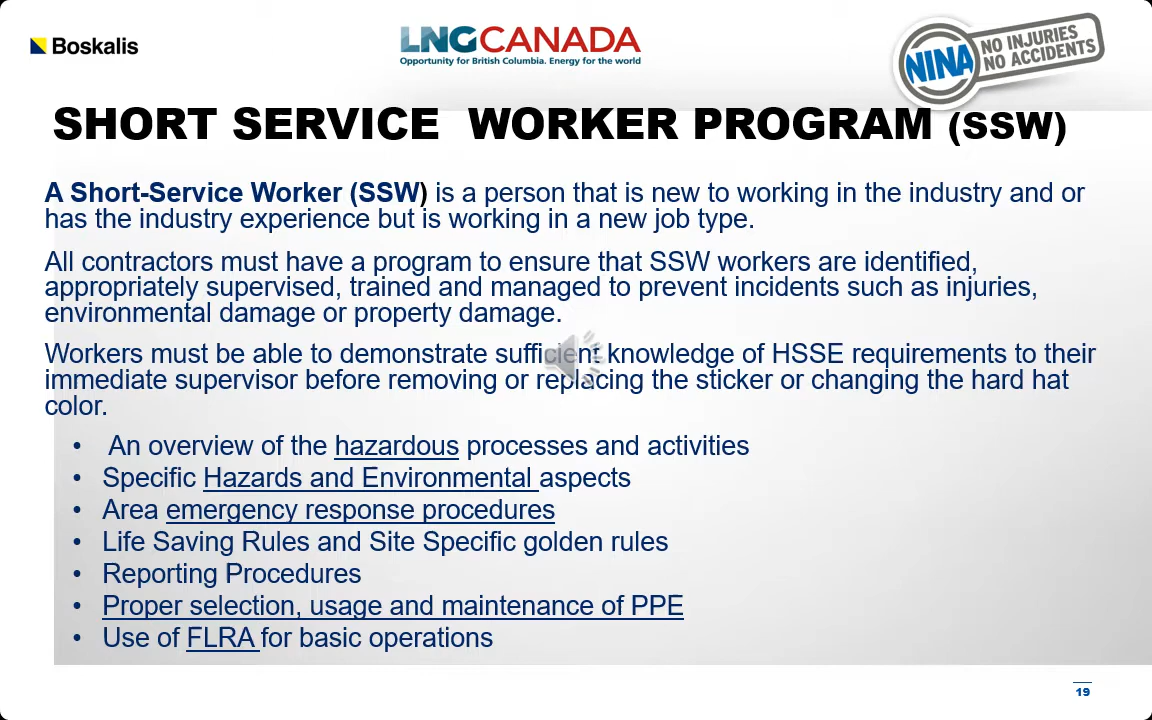 Boskalis
LNGCANADA
Opportunity for British Columbia. Energy for the world
NINA NO INJURIES
NO ACCIDENTS
SHORT SERVICE WORKER PROGRAM (SSW)
A Short-Service Worker (SSW) is a person that is new to working in the industry and or
has the industry experience but is working in a new job type.
All contractors must have a program to ensure that SSW workers are identified,
appropriately supervised, trained and managed to prevent incidents such as injuries,
environmental damage or property damage.
Workers must be able to demonstrate sufficient knowledge of HSSE requirements to their
immediate supervisor before removing or replacing the sticker or changing the hard hat
color.
• An overview of the hazardous processes and activities
• Specific Hazards and Environmental aspects
• Area emergency response procedures
• Life Saving Rules and Site Specific golden rules
• Reporting Procedures
• Proper selection, usage and maintenance of PPE
• Use of FLRA for basic operations
19